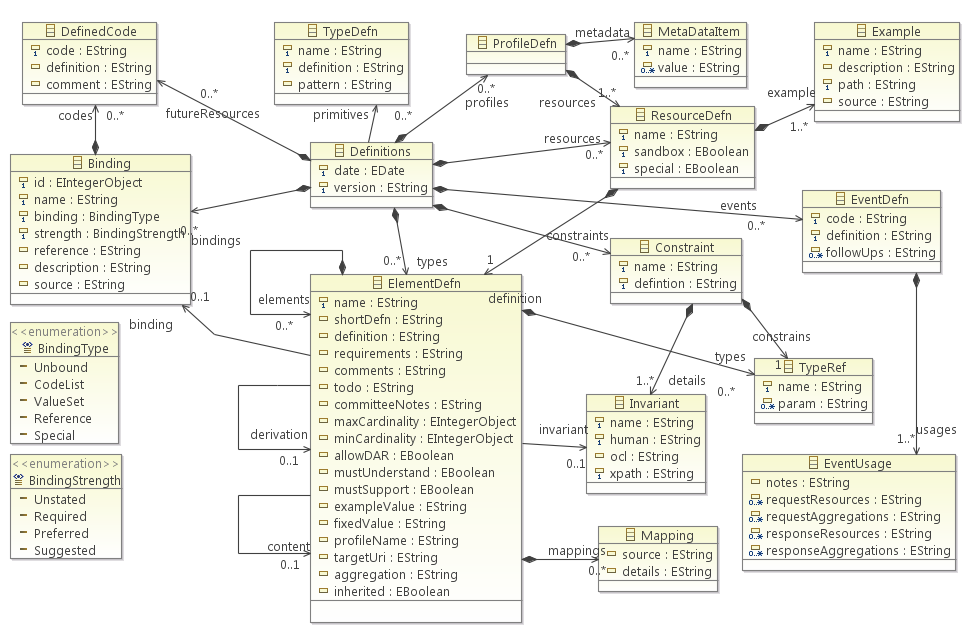 DefinedCode
code : EString
definition : EString
comment : EString
TypeDefn
name : EString
definition : EString
pattern : EString
ProfileDefn
metadata
0..*
MetaDataItem
name : EString
0..* value : EString
Example
name : EString
description : EString
path : EString
source : EString
codes
0..*
0..*
futureResources
primitives
0..*
0..*
profiles
resources
1..*
example
1..*
ResourceDefn
name : EString
sandbox : EBoolean
special : EBoolean
Binding
id : EIntegerObject
name : EString
binding : BindingType
strength : BindingStrength
reference : EString
description : EString
source : EString
Definitions
date : EDate
version : EString
resources
0..*
events
0..*
EventDefn
code : EString
definition : EString
0..* followUps : EString
0..*
bindings
constraints
0..*
Constraint
name : EString
defintion : EString
0..*
types
1
definition
elements
0..*
ElementDefn
name : EString
shortDefn : EString
definition : EString
requirements : EString
comments : EString
todo : EString
committeeNotes : EString
maxCardinality : EIntegerObject
minCardinality : EIntegerObject
allowDAR : EBoolean
mustUnderstand : EBoolean
mustSupport : EBoolean
exampleValue : EString
fixedValue : EString
profileName : EString
targetUri : EString
aggregation : EString
inherited : EBoolean
0..1
binding
<<enumeration>>
BindingType
Unbound
CodeList
ValueSet
Reference
Special
constrains
1
types
0..*
TypeRef
name : EString
0..* param : EString
1..*
details
Invariant
name : EString
human : EString
ocl : EString
xpath : EString
invariant
0..1
derivation
0..1
usages
1..*
<<enumeration>>
BindingStrength
Unstated
Required
Preferred
Suggested
EventUsage
notes : EString
0..* requestResources : EString
0..* requestAggregations : EString
0..* responseResources : EString
0..* responseAggregations : EString
content
0..1
mappings
0..*
Mapping
source : EString
details : EString